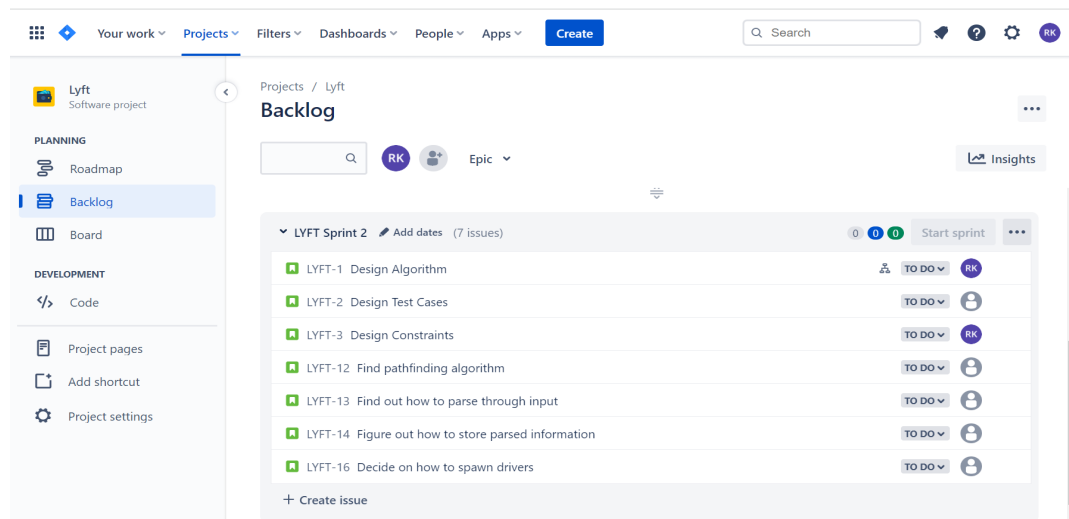 Your work Projects Filters Dashboards People Apps Create Search RK
Lyft
Software project
PLANNING
Roadmap
Backlog
Board
DEVELOPMENT
Code
Project pages
Add shortcut
Project settings
Projects / Lyft
Backlog
RK Epic Insights
LYFT Sprint 2 Add dates (7 issues) 0 0 0 Start sprint
LYFT-1 Design Algorithm TO DO RK
LYFT-2 Design Test Cases TO DO
LYFT-3 Design Constraints TO DO RK
LYFT-12 Find pathfinding algorithm TO DO
LYFT-13 Find out how to parse through input TO DO
LYFT-14 Figure out how to store parsed information TO DO
LYFT-16 Decide on how to spawn drivers TO DO
+ Create issue